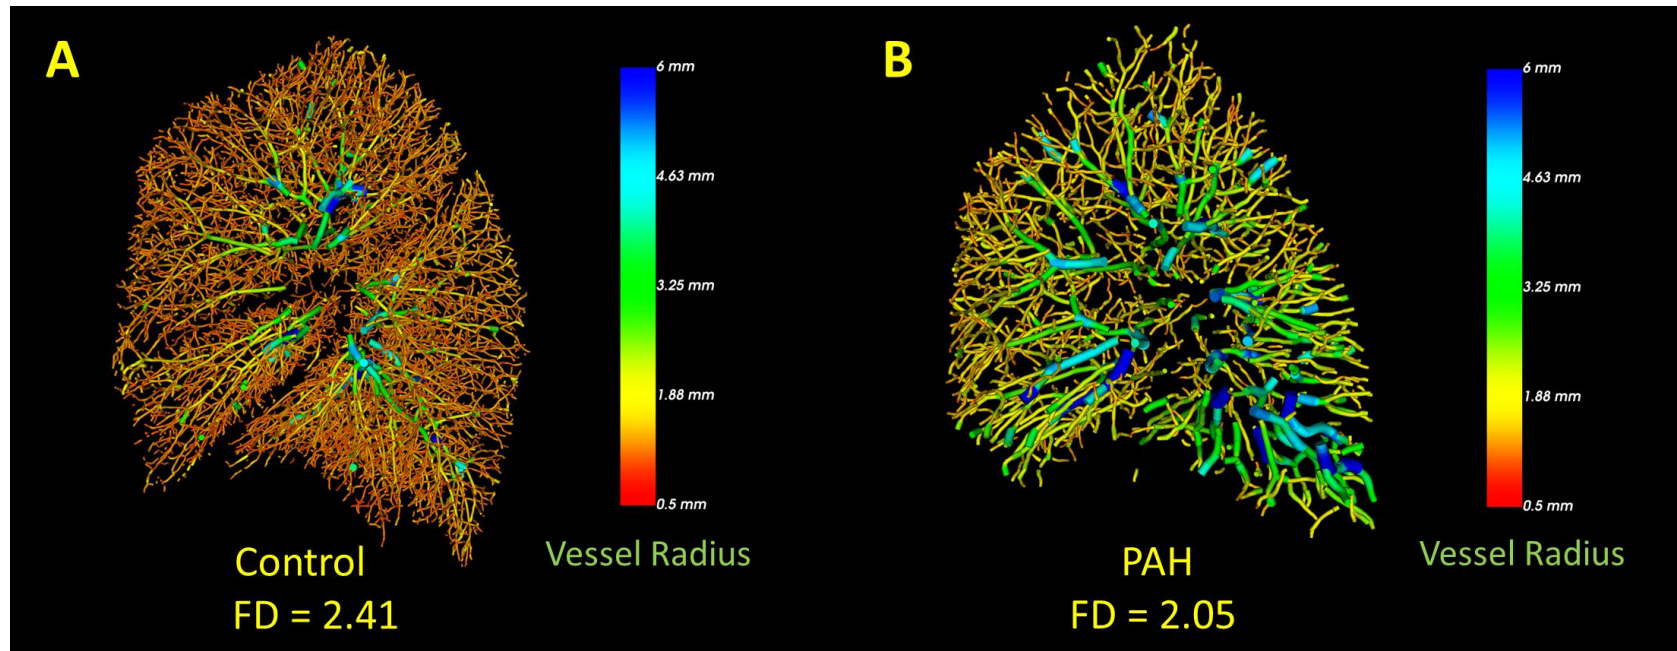 A
6 mm
4.63 mm
3.25 mm
1.88 mm
0.5 mm
Vessel Radius
Control
FD = 2.41
B
6 mm
4.63 mm
3.25 mm
1.88 mm
0.5 mm
Vessel Radius
PAH
FD = 2.05